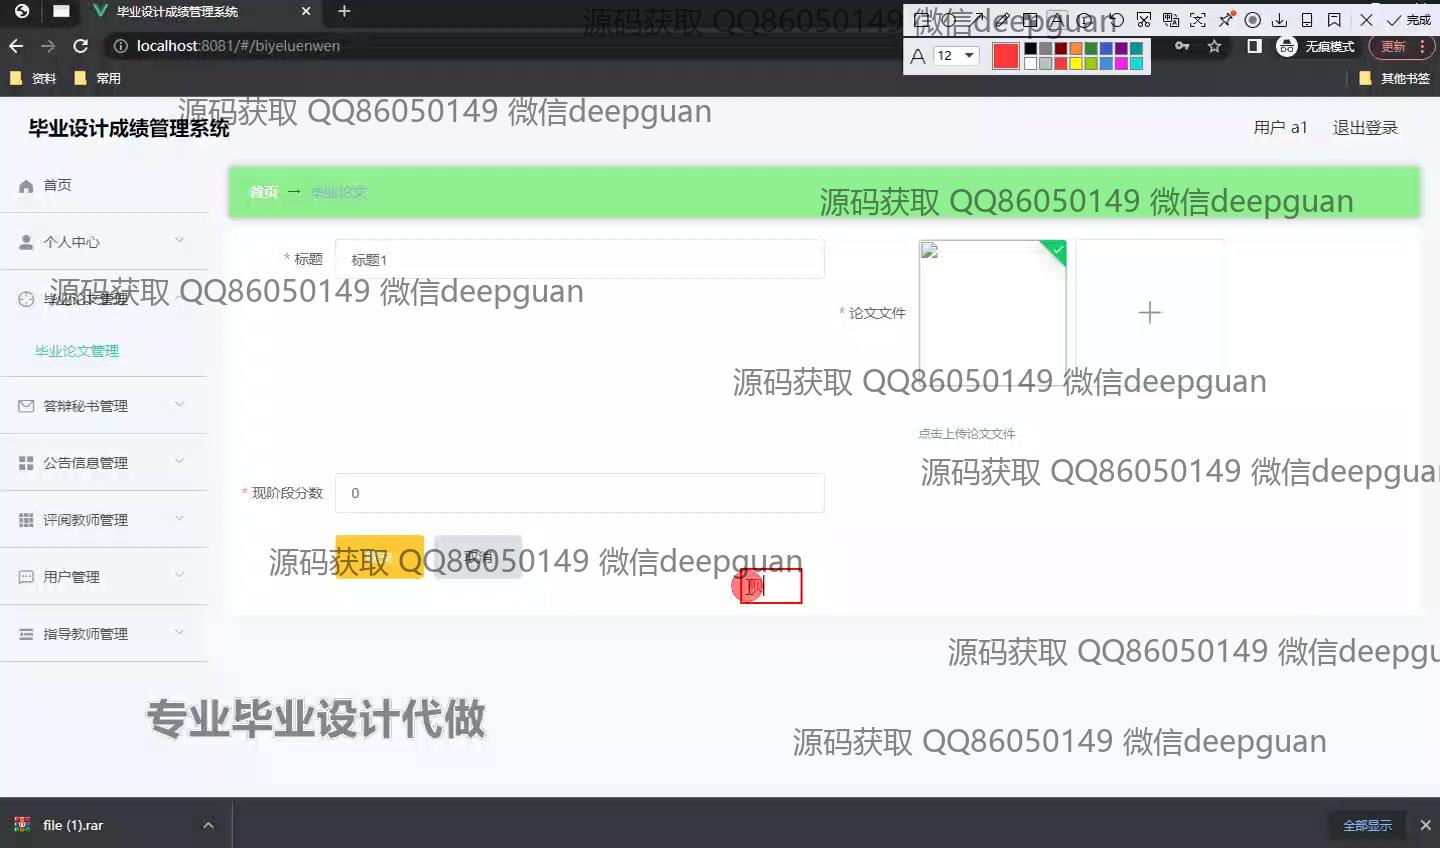 毕业设计成绩管理系统
localhost:8081/#/biyeluenwen
A 12
完成
无痕模式
更新
资料
常用
其他书签
源码获取 QQ86050149 微信deepguan
源码获取 QQ86050149 微信deepguan
毕业设计成绩管理系统
用户 a1
退出登录
首页
个人中心
毕业论文管理
毕业论文管理
答辩秘书管理
公告信息管理
评阅教师管理
用户管理
指导教师管理
首页 → 毕业论文
源码获取 QQ86050149 微信deepguan
* 标题
标题1
源码获取 QQ86050149 微信deepguan
* 论文文件
源码获取 QQ86050149 微信deepguan
点击上传论文文件
源码获取 QQ86050149 微信deepguan
* 现阶段分数
0
取消
源码获取 QQ86050149 微信deepguan
源码获取 QQ86050149 微信deepgu
专业毕业设计代做
源码获取 QQ86050149 微信deepguan
file (1).rar
全部显示